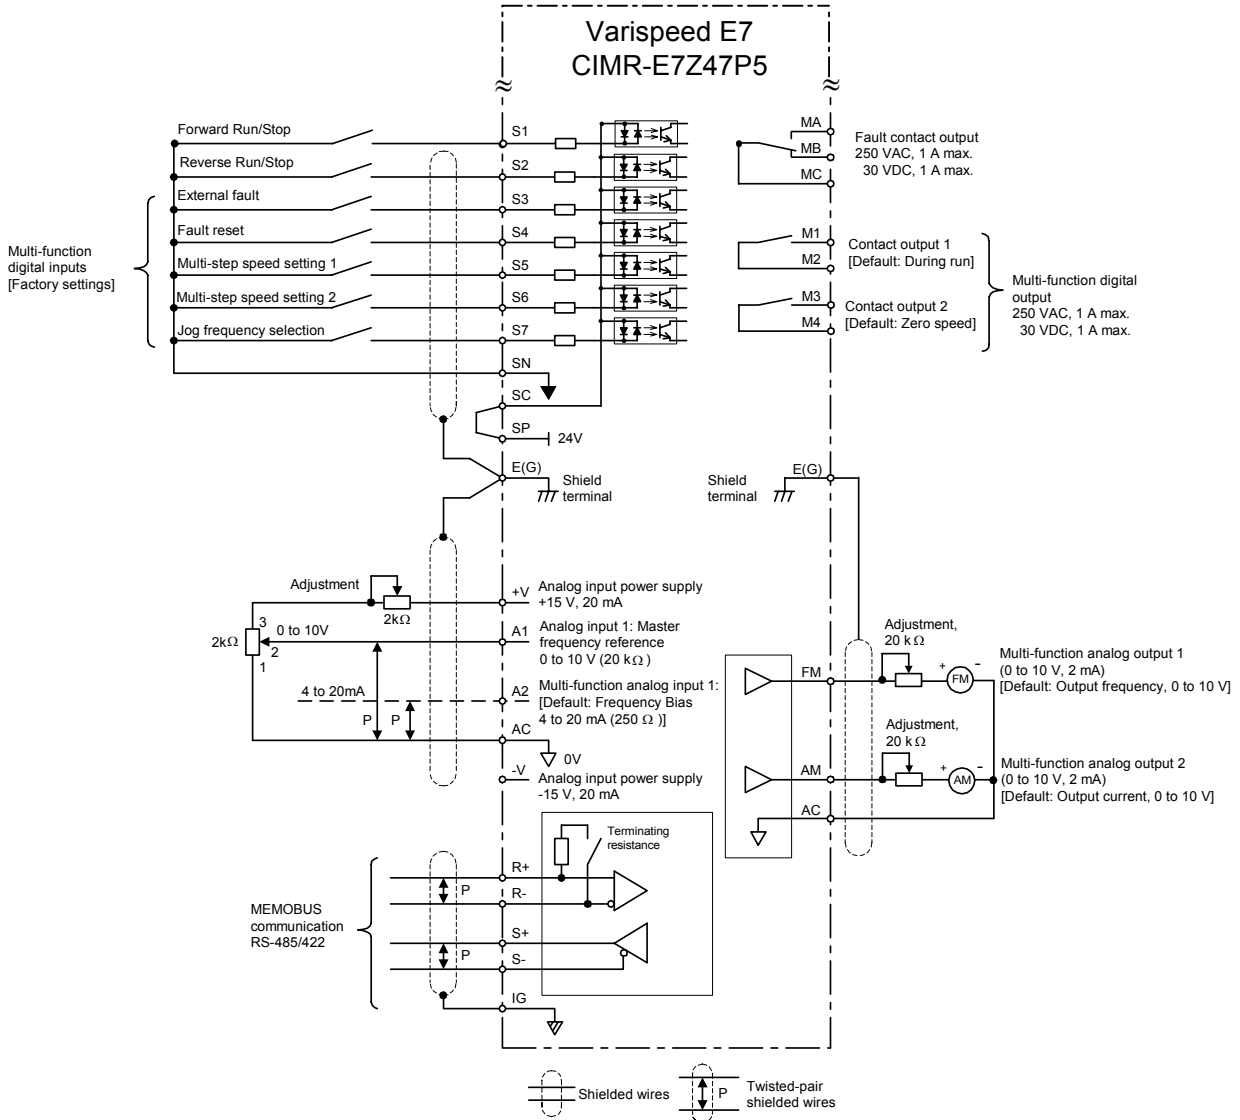 Varispeed E7
CIMR-E7Z47P5
Forward Run/Stop
S1
Reverse Run/Stop
S2
External fault
S3
Fault reset
S4
Multi-step speed setting 1
S5
Multi-step speed setting 2
S6
Jog frequency selection
S7
Multi-function
digital inputs
[Factory settings]
SN
SC
SP
24V
E(G)
Shield
terminal
MA
MB
MC
Fault contact output
250 VAC, 1 A max.
30 VDC, 1 A max.
M1
M2
Contact output 1
[Default: During run]
M3
M4
Contact output 2
[Default: Zero speed]
Multi-function digital
output
250 VAC, 1 A max.
30 VDC, 1 A max.
Shield
terminal
E(G)
Adjustment
2kΩ
+V
Analog input power supply
+15 V, 20 mA
2kΩ
3
2
1
0 to 10V
A1
Analog input 1: Master
frequency reference
0 to 10 V (20 kΩ )
4 to 20mA
P
P
A2
Multi-function analog input 1:
[Default: Frequency Bias
4 to 20 mA (250 Ω )]
AC
0V
-V
Analog input power supply
-15 V, 20 mA
Adjustment,
20 kΩ
FM
+
FM
-
Multi-function analog output 1
(0 to 10 V, 2 mA)
[Default: Output frequency, 0 to 10 V]
Adjustment,
20 kΩ
AM
+
AM
-
Multi-function analog output 2
(0 to 10 V, 2 mA)
[Default: Output current, 0 to 10 V]
AC
Terminating
resistance
MEMOBUS
communication
RS-485/422
P
R+
R-
P
S+
S-
IG
Shielded wires
P
Twisted-pair
shielded wires